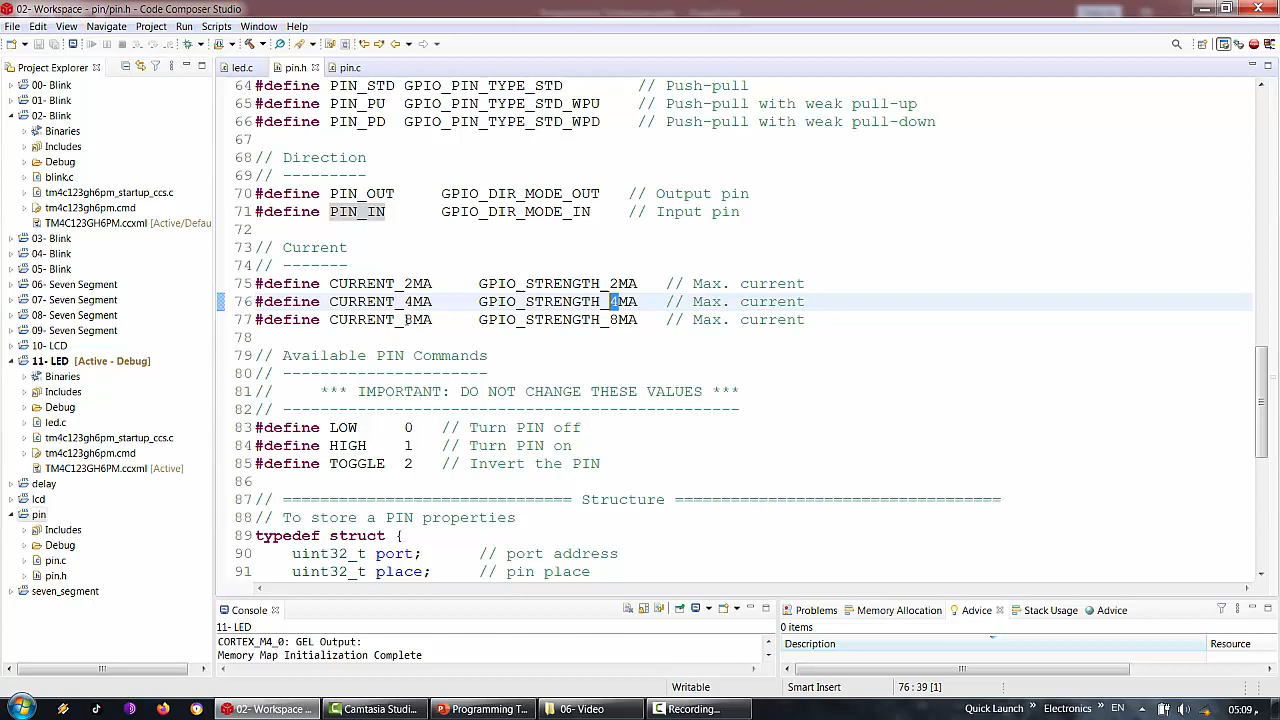 02- Workspace - pin/pin.h - Code Composer Studio
File Edit View Navigate Project Run Scripts Window Help
Project Explorer
led.c pin.h pin.c
00- Blink
01- Blink
02- Blink
Binaries
Includes
Debug
blink.c
tm4c123gh6pm_startup_ccs.c
tm4c123gh6pm.cmd
TM4C123GH6PM.ccxml [Active/Defau
03- Blink
04- Blink
05- Blink
06- Seven Segment
07- Seven Segment
08- Seven Segment
09- Seven Segment
10- LCD
11- LED [Active - Debug]
Binaries
Includes
Debug
led.c
tm4c123gh6pm_startup_ccs.c
tm4c123gh6pm.cmd
TM4C123GH6PM.ccxml [Active]
delay
lcd
pin
Includes
Debug
pin.c
pin.h
seven_segment
64 #define PIN_STD GPIO_PIN_TYPE_STD // Push-pull
65 #define PIN_PU GPIO_PIN_TYPE_STD_WPU // Push-pull with weak pull-up
66 #define PIN_PD GPIO_PIN_TYPE_STD_WPD // Push-pull with weak pull-down
67
68 // Direction
69 // ---------
70 #define PIN_OUT GPIO_DIR_MODE_OUT // Output pin
71 #define PIN_IN GPIO_DIR_MODE_IN // Input pin
72
73 // Current
74 // -------
75 #define CURRENT_2MA GPIO_STRENGTH_2MA // Max. current
76 #define CURRENT_4MA GPIO_STRENGTH_4MA // Max. current
77 #define CURRENT_8MA GPIO_STRENGTH_8MA // Max. current
78
79 // Available PIN Commands
80 // ----------------------
81 // *** IMPORTANT: DO NOT CHANGE THESE VALUES ***
82 // -------------------------------------------------
83 #define LOW 0 // Turn PIN off
84 #define HIGH 1 // Turn PIN on
85 #define TOGGLE 2 // Invert the PIN
86
87 // =============================== Structure ===================================
88 // To store a PIN properties
89 typedef struct {
90 uint32_t port; // port address
91 uint32_t place; // pin place
Console
11- LED
CORTEX_M4_0: GEL Output:
Memory Map Initialization Complete
Problems Memory Allocation Advice Stack Usage Advice
0 items
Description Resource
Writable Smart Insert 76 : 39 [1]
02- Workspace ... Camtasia Studi... Programming T... 06- Video Recording... Quick Launch » Electronics » EN 05:09 م